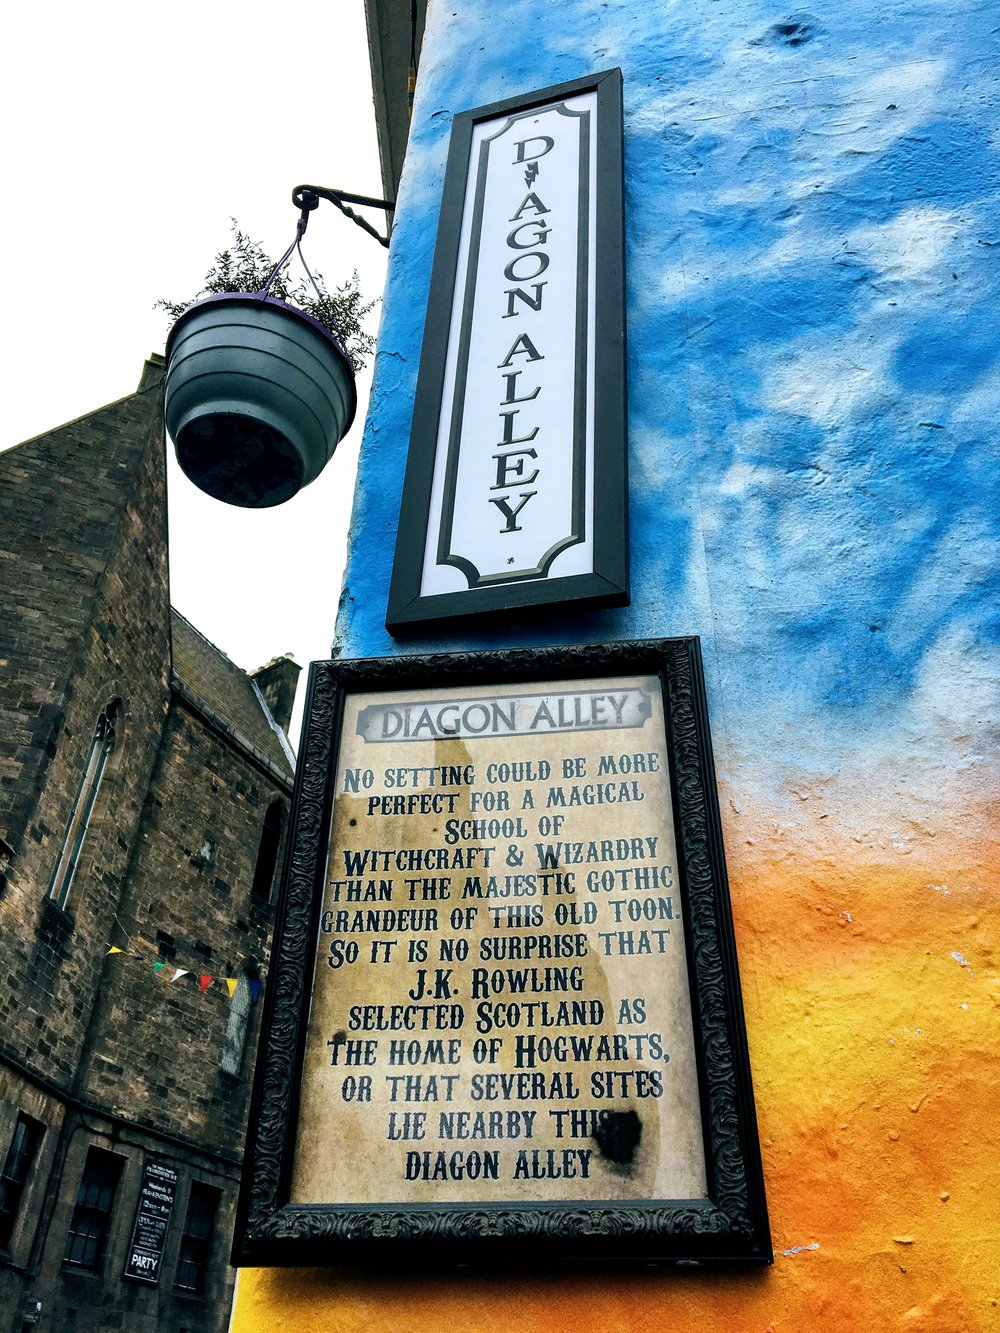 DIAGON ALLEY
DIAGON ALLEY
NO SETTING COULD BE MORE
PERFECT FOR A MAGICAL
SCHOOL OF
WITCHCRAFT & WIZARDRY
THAN THE MAJESTIC GOTHIC
GRANDEUR OF THIS OLD TOON.
SO IT IS NO SURPRISE THAT
J.K. ROWLING
SELECTED SCOTLAND AS
THE HOME OF HOGWARTS,
OR THAT SEVERAL SITES
LIE NEARBY THIS
DIAGON ALLEY
FRANKENSTEIN'S
PARTY